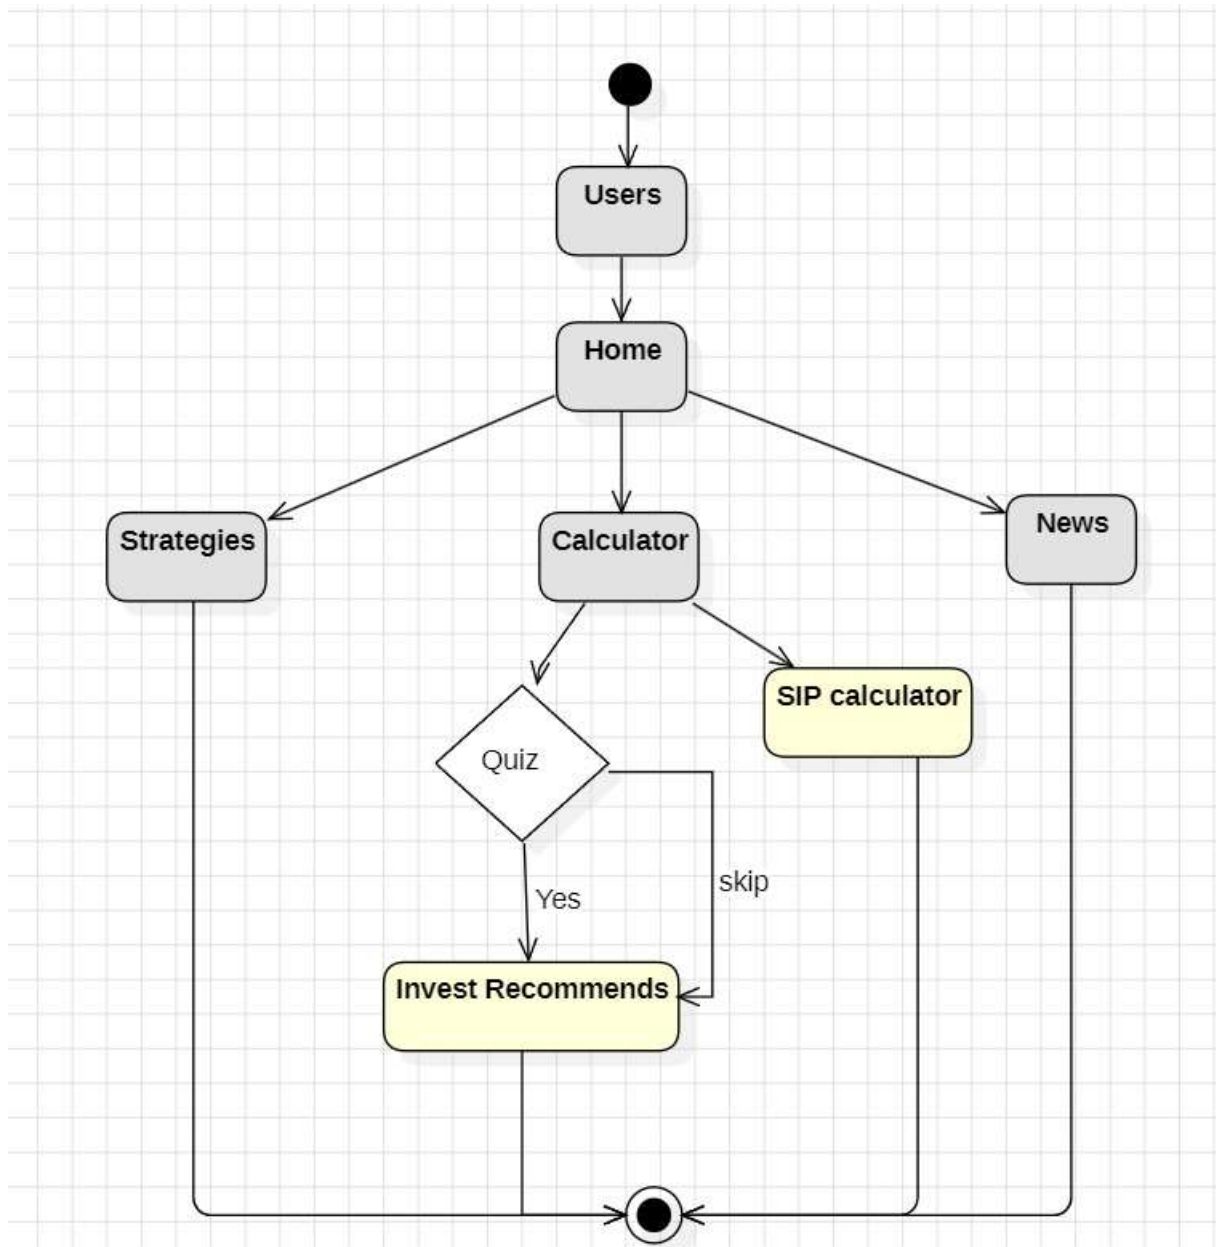 Users
Home
Strategies
Calculator
News
SIP calculator
Quiz
skip
Yes
Invest Recommends